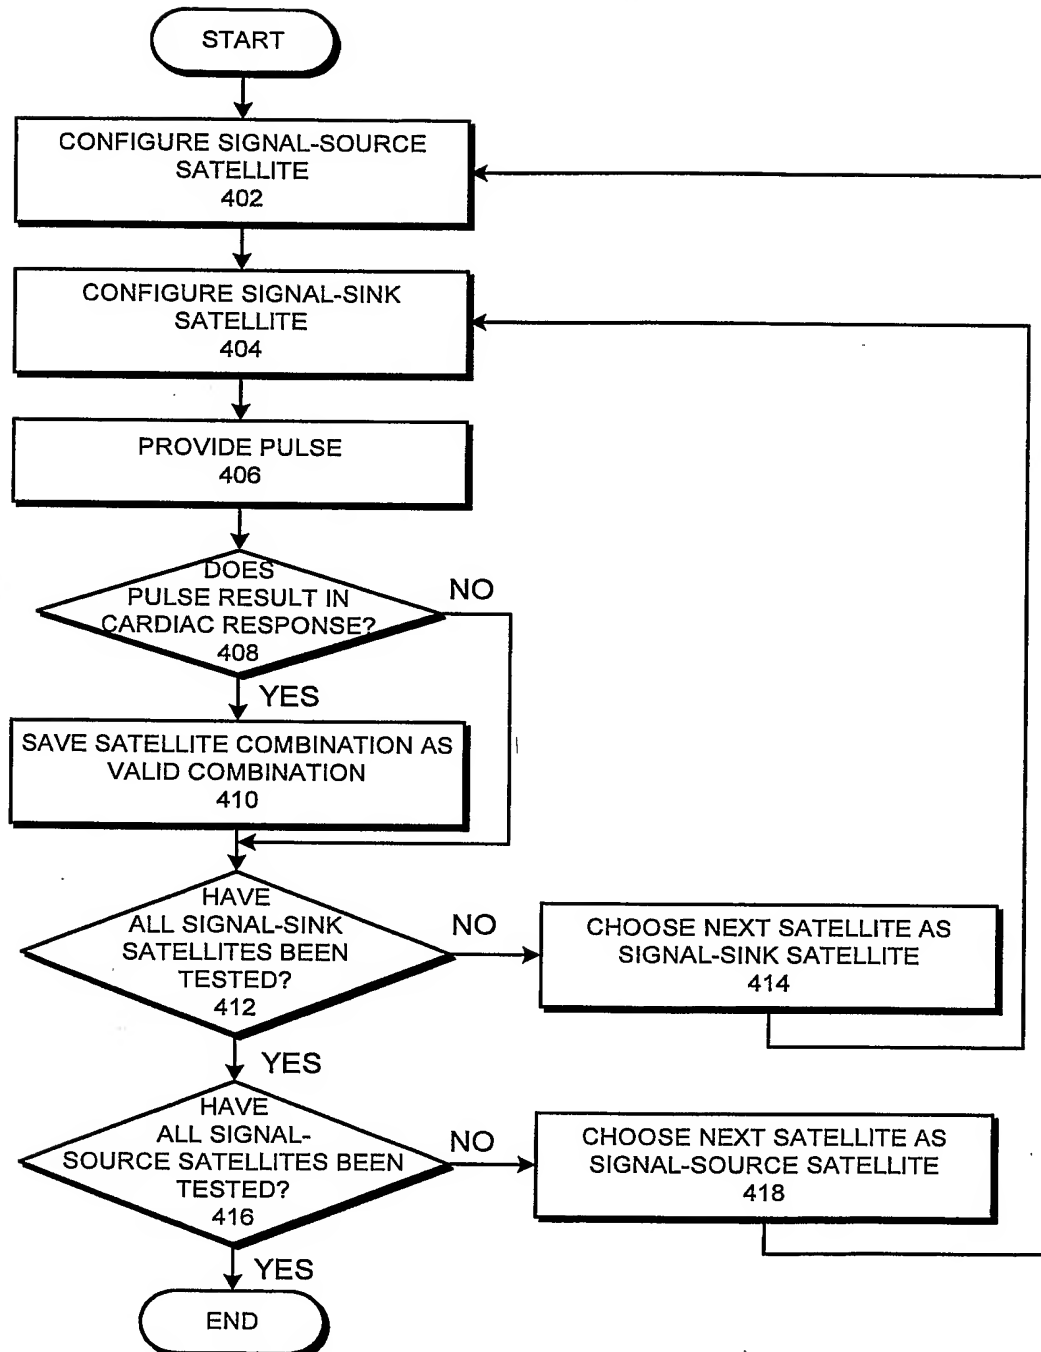 START
CONFIGURE SIGNAL-SOURCE
SATELLITE
402
CONFIGURE SIGNAL-SINK
SATELLITE
404
PROVIDE PULSE
406
DOES
PULSE RESULT IN
CARDIAC RESPONSE?
408
NO
YES
SAVE SATELLITE COMBINATION AS
VALID COMBINATION
410
HAVE
ALL SIGNAL-SINK
SATELLITES BEEN
TESTED?
412
NO
CHOOSE NEXT SATELLITE AS
SIGNAL-SINK SATELLITE
414
YES
HAVE
ALL SIGNAL-
SOURCE SATELLITES BEEN
TESTED?
416
NO
CHOOSE NEXT SATELLITE AS
SIGNAL-SOURCE SATELLITE
418
YES
END